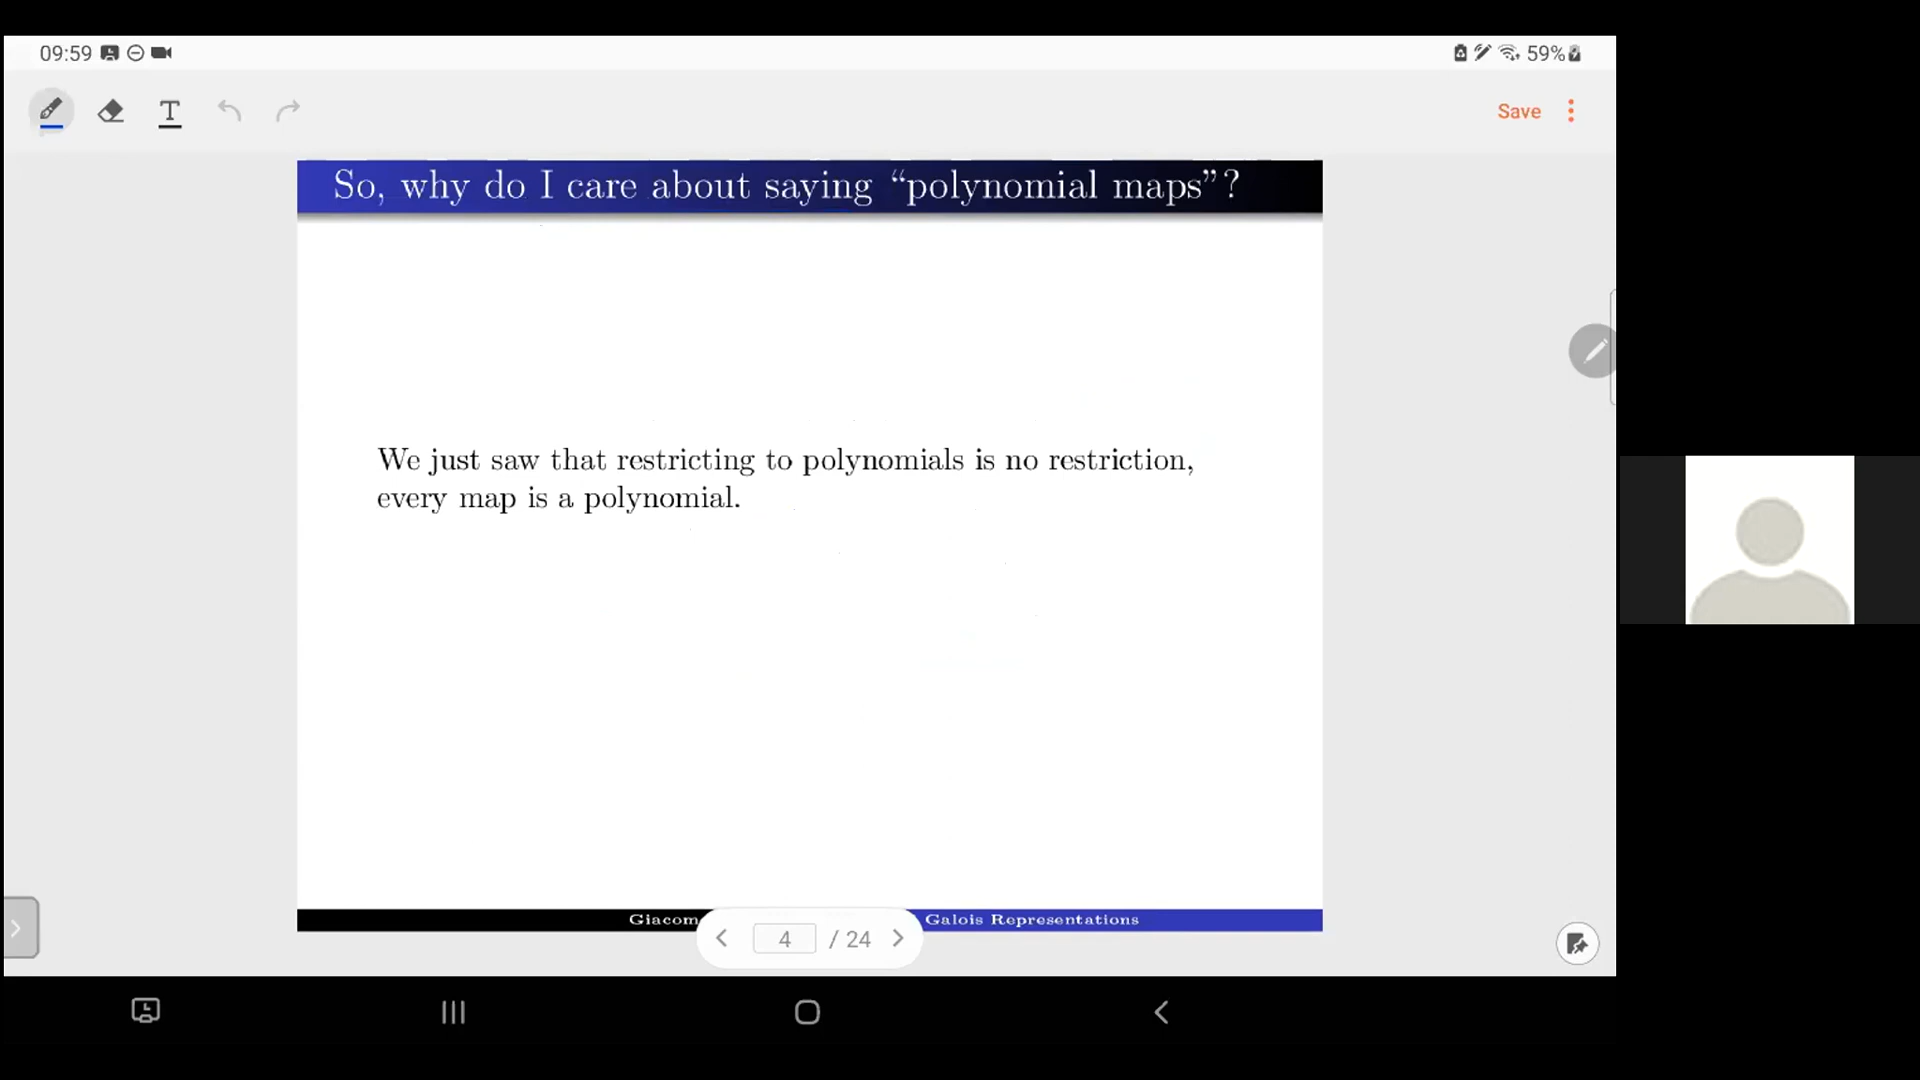 09:59
59%
T
Save
So, why do I care about saying “polynomial maps”?
We just saw that restricting to polynomials is no restriction,
every map is a polynomial.
Giacom
Galois Representations
4 / 24